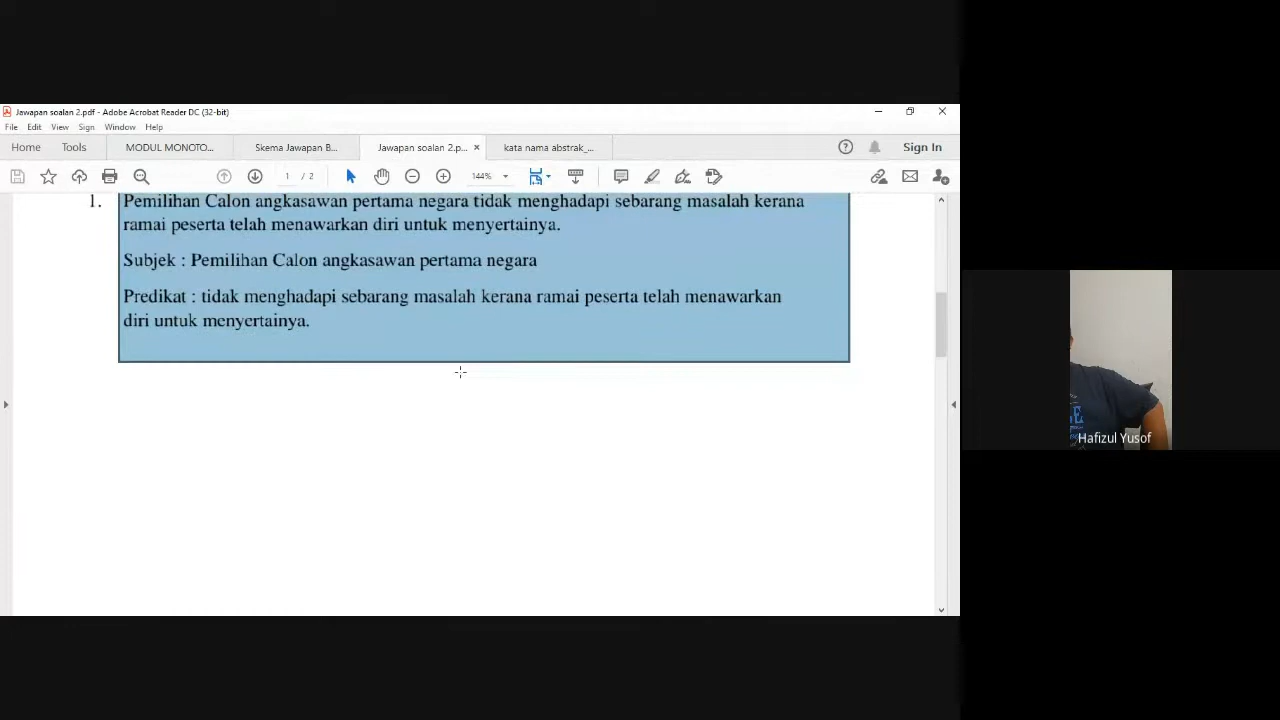 Jawapan soalan 2.pdf - Adobe Acrobat Reader DC (32-bit)
File Edit View Sign Window Help
Home Tools MODUL MONOTO... Skema Jawapan B... Jawapan soalan 2.p... × kata nama abstrak_... Sign In
1 / 2 144%
1. Pemilihan Calon angkasawan pertama negara tidak menghadapi sebarang masalah kerana
ramai peserta telah menawarkan diri untuk menyertainya.
Subjek : Pemilihan Calon angkasawan pertama negara
Predikat : tidak menghadapi sebarang masalah kerana ramai peserta telah menawarkan
diri untuk menyertainya.
Hafizul Yusof